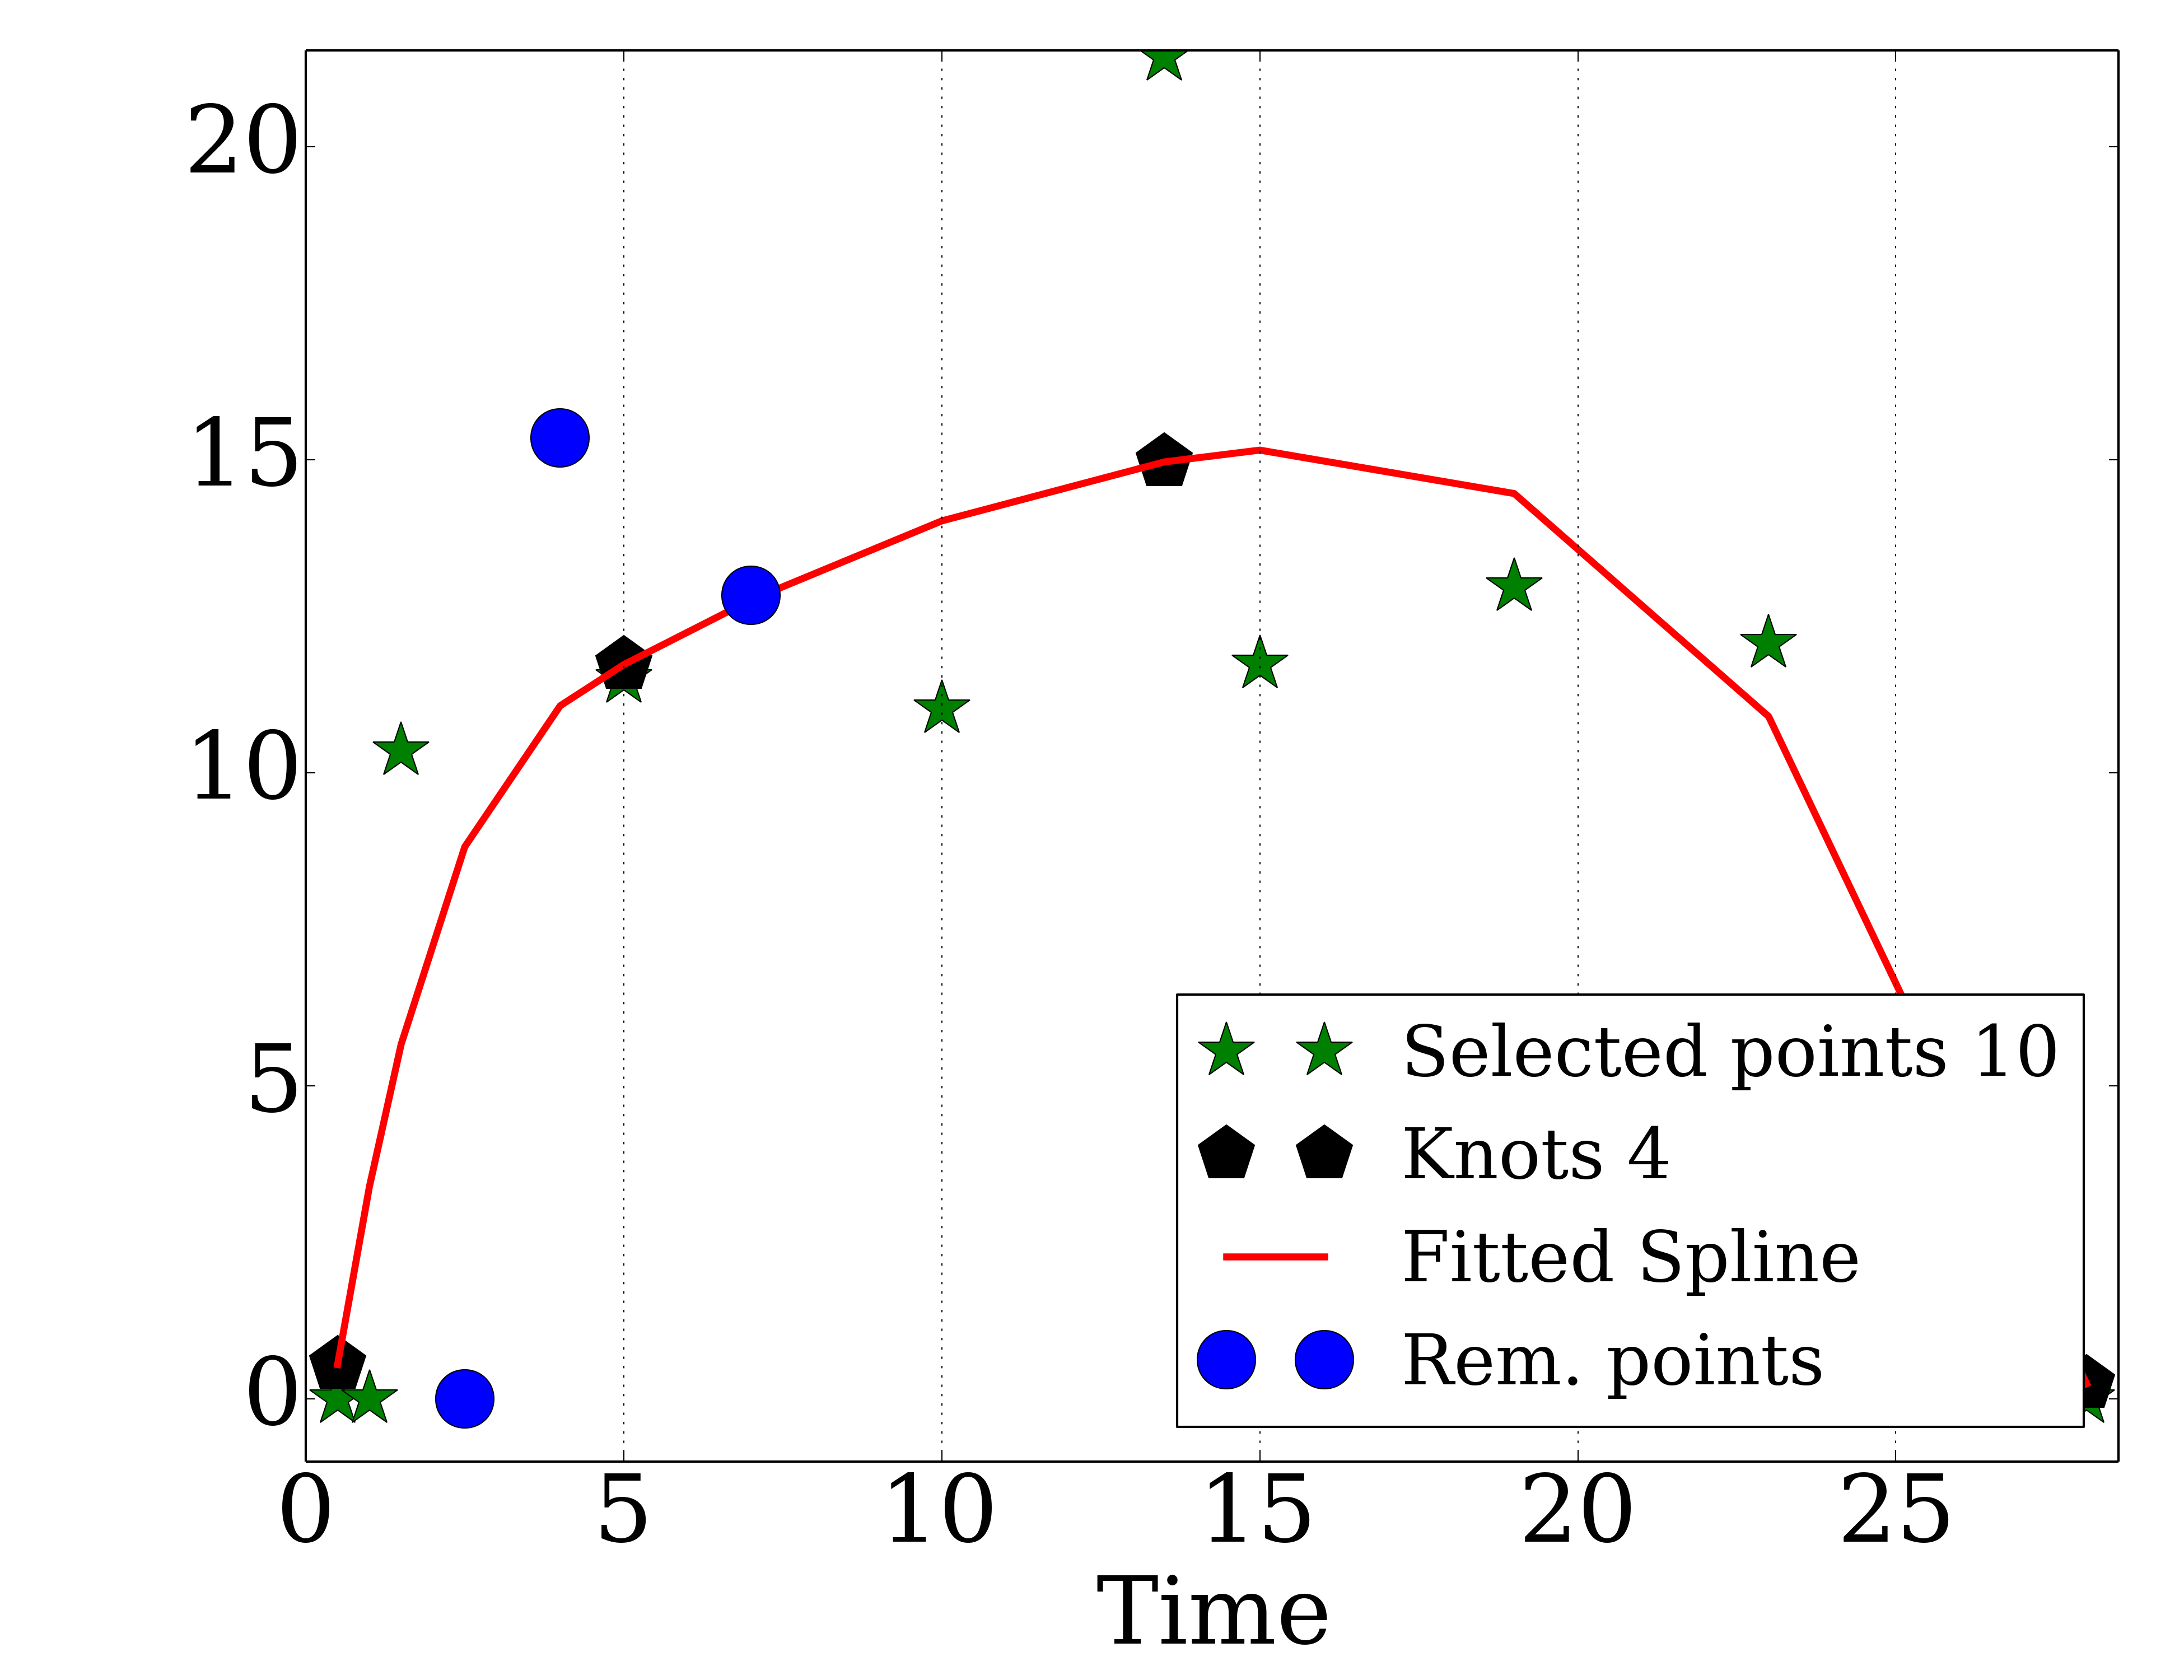 20
15
10
5
0
Selected points 10
Knots 4
Fitted Spline
Rem. points
0 5 10 15 20 25
Time